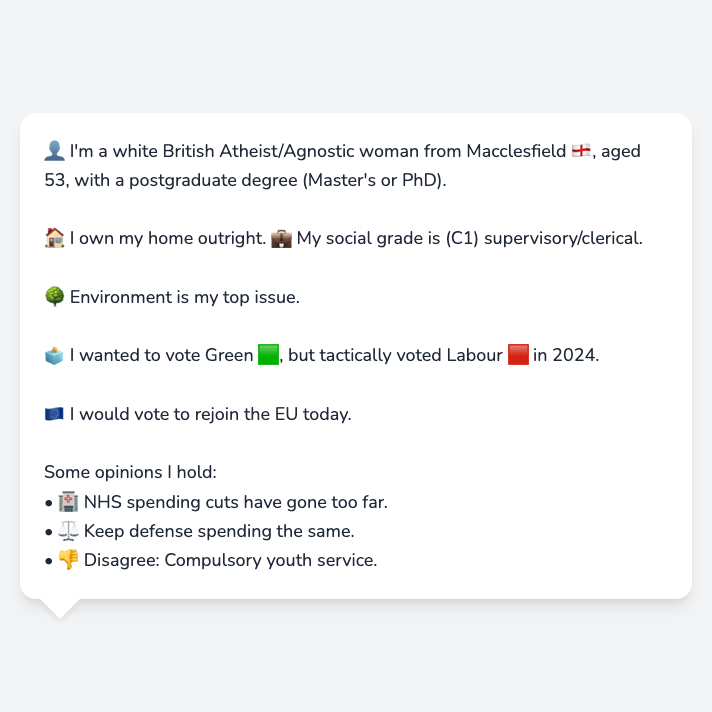 👤 I'm a white British Atheist/Agnostic woman from Macclesfield 🏴󠁧󠁢󠁥󠁮󠁧󠁿, aged
53, with a postgraduate degree (Master's or PhD).
🏠 I own my home outright. 💼 My social grade is (C1) supervisory/clerical.
🌳 Environment is my top issue.
🗳️ I wanted to vote Green 🟩, but tactically voted Labour 🟥 in 2024.
🇪🇺 I would vote to rejoin the EU today.
Some opinions I hold:
• 🏥 NHS spending cuts have gone too far.
• ⚖️ Keep defense spending the same.
• 👎 Disagree: Compulsory youth service.